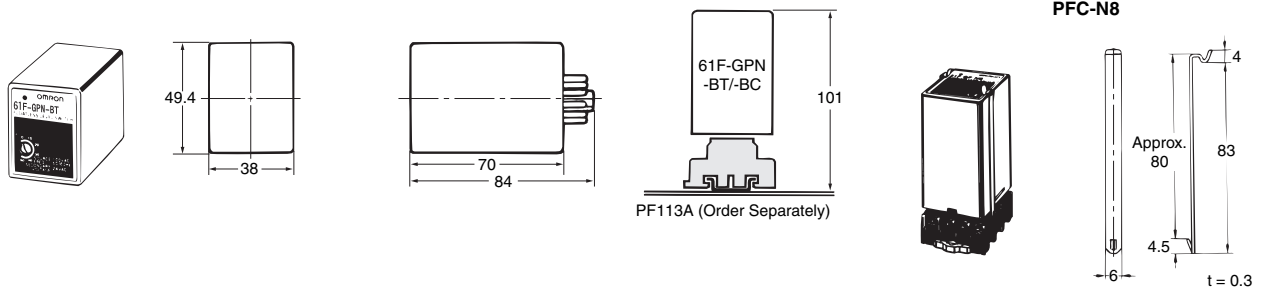 PFC-N8
OMRON
61F-GPN-BT
49.4
38
70
84
61F-GPN
-BT/-BC
101
PF113A (Order Separately)
4
Approx.
80
83
4.5
6
t = 0.3